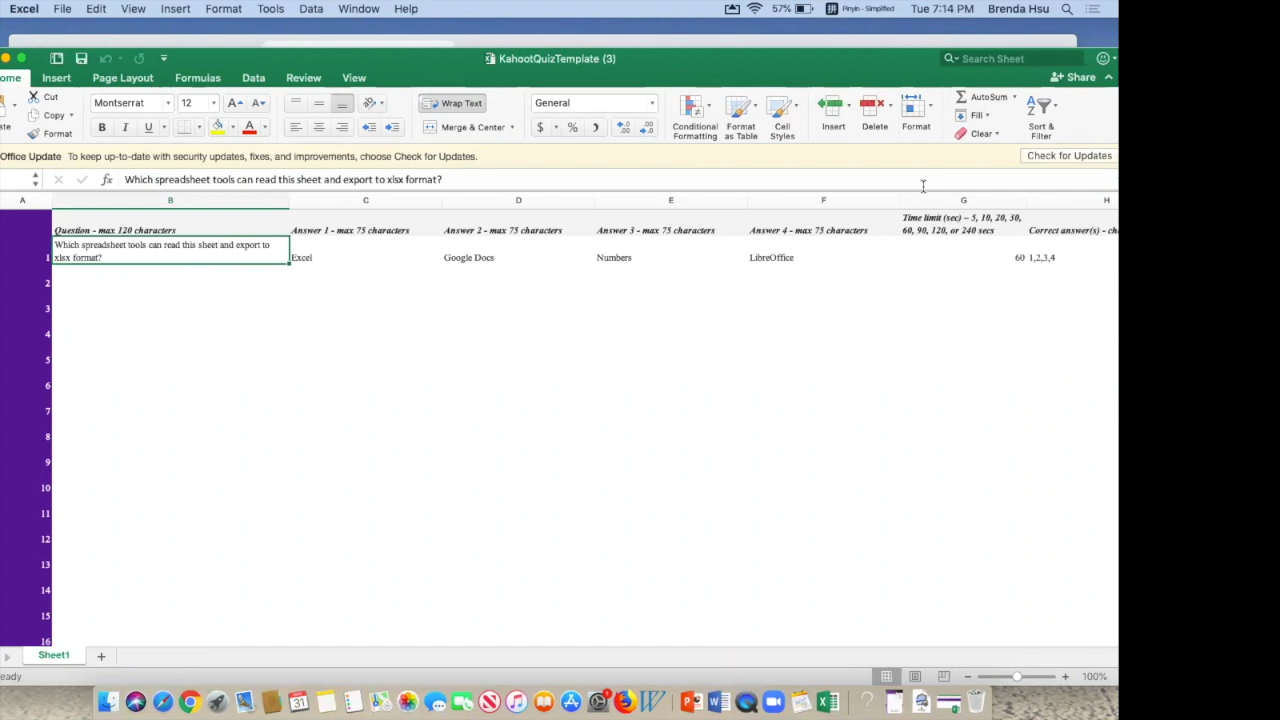 Excel File Edit View Insert Format Tools Data Window Help 57% 拼 Pinyin - Simplified Tue 7:14 PM Brenda Hsu
KahootQuizTemplate (3) Search Sheet
ome Insert Page Layout Formulas Data Review View Share
Cut Montserrat 12 A A Wrap Text General AutoSum
Copy Fill
Format B I U A Merge & Center $ % Conditional Formatting Format as Table Cell Styles Insert Delete Format Clear Sort & Filter
Office Update To keep up-to-date with security updates, fixes, and improvements, choose Check for Updates. Check for Updates
fx Which spreadsheet tools can read this sheet and export to xlsx format?
A B C D E F G H
Time limit (sec) – 5, 10, 20, 30,
Question - max 120 characters Answer 1 - max 75 characters Answer 2 - max 75 characters Answer 3 - max 75 characters Answer 4 - max 75 characters 60, 90, 120, or 240 secs Correct answer(s) - ch
Which spreadsheet tools can read this sheet and export to
1 xlsx format? Excel Google Docs Numbers LibreOffice 60 1,2,3,4
2
3
4
5
6
7
8
9
10
11
12
13
14
15
16
Sheet1
eady 100%